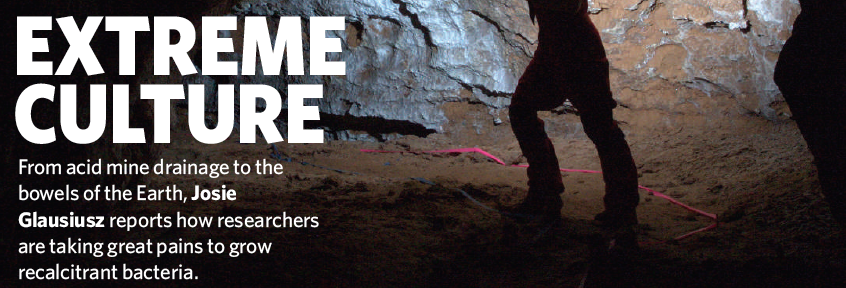 EXTREME
CULTURE
From acid mine drainage to the
bowels of the Earth, Josie
Glausiusz reports how researchers
are taking great pains to grow
recalcitrant bacteria.